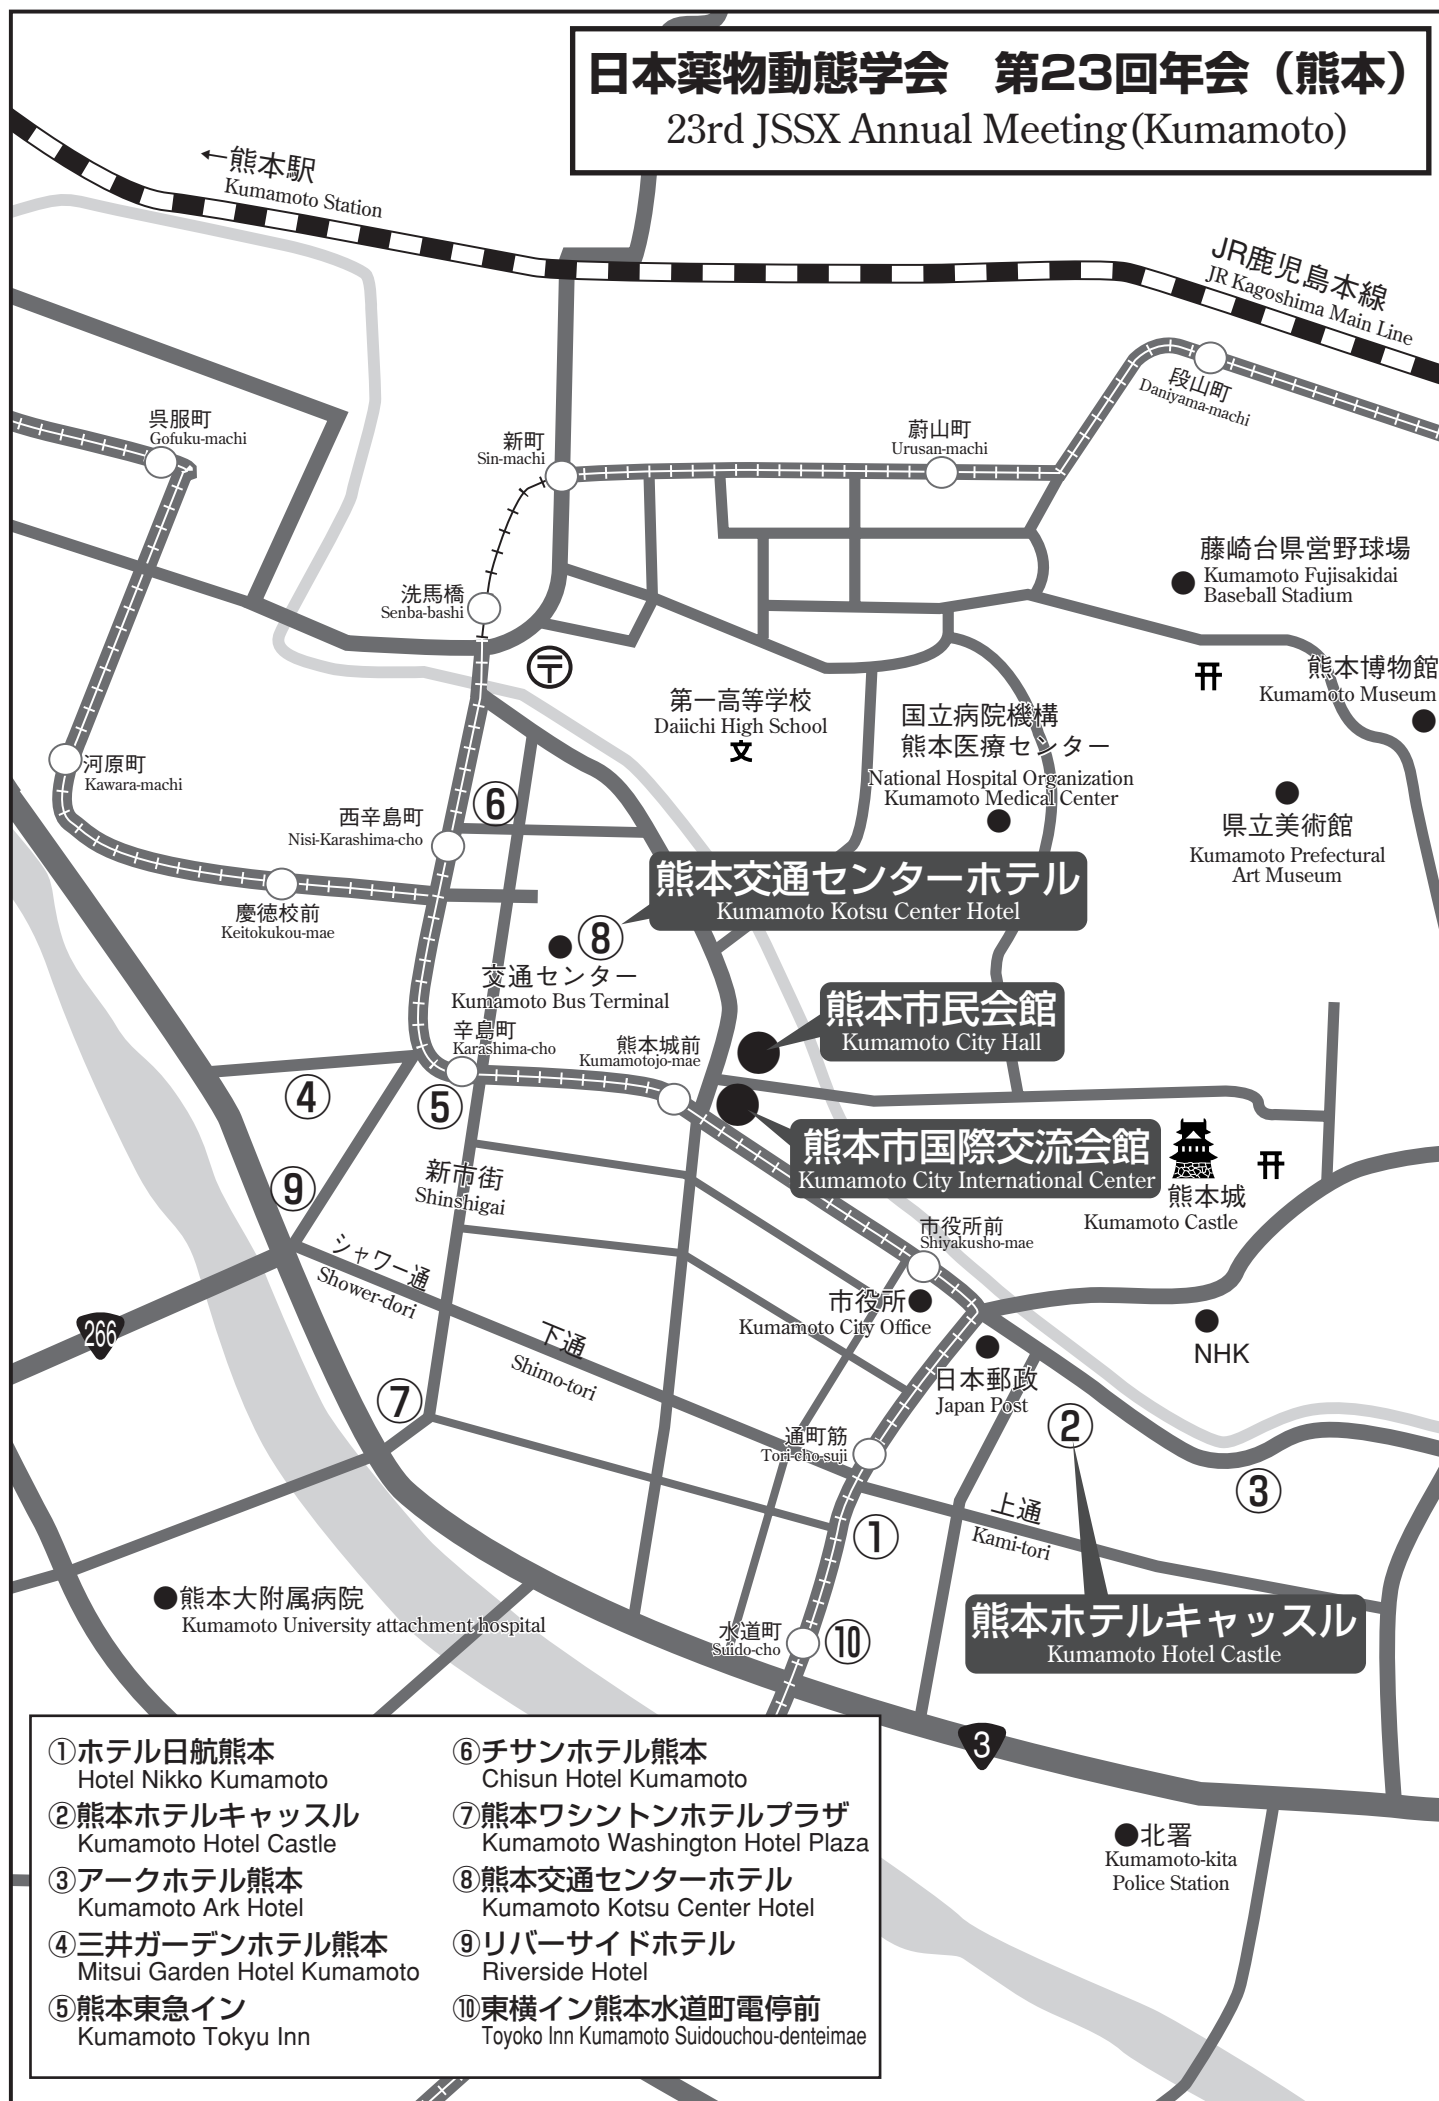 日本薬物動態学会　第23回年会（熊本）
23rd JSSX Annual Meeting(Kumamoto)
←熊本駅
Kumamoto Station
JR鹿児島本線
JR Kagoshima Main Line
段山町
Daniyama-machi
呉服町
Gofuku-machi
新町
Sin-machi
蔚山町
Urusan-machi
藤崎台県営野球場
Kumamoto Fujisakidai
Baseball Stadium
洗馬橋
Senba-bashi
〒
熊本博物館
Kumamoto Museum
第一高等学校
Daiichi High School
文
国立病院機構
熊本医療センター
National Hospital Organization
Kumamoto Medical Center
河原町
Kawara-machi
⑥
西辛島町
Nisi-Karashima-cho
県立美術館
Kumamoto Prefectural
Art Museum
熊本交通センターホテル
Kumamoto Kotsu Center Hotel
慶徳校前
Keitokukou-mae
⑧
交通センター
Kumamoto Bus Terminal
熊本市民会館
Kumamoto City Hall
辛島町
Karashima-cho
熊本城前
Kumamotojo-mae
④
⑤
熊本市国際交流会館
Kumamoto City International Center
熊本城
Kumamoto Castle
⑨
新市街
Shinshigai
市役所前
Shiyakusho-mae
シャワー通
Shower-dori
市役所
Kumamoto City Office
266
下通
Shimo-tori
NHK
日本郵政
Japan Post
⑦
②
通町筋
Tori-cho-suji
③
上通
Kami-tori
①
熊本大附属病院
Kumamoto University attachment hospital
水道町
Suido-cho
⑩
熊本ホテルキャッスル
Kumamoto Hotel Castle
3
北署
Kumamoto-kita
Police Station
①ホテル日航熊本
Hotel Nikko Kumamoto
②熊本ホテルキャッスル
Kumamoto Hotel Castle
③アークホテル熊本
Kumamoto Ark Hotel
④三井ガーデンホテル熊本
Mitsui Garden Hotel Kumamoto
⑤熊本東急イン
Kumamoto Tokyu Inn
⑥チサンホテル熊本
Chisun Hotel Kumamoto
⑦熊本ワシントンホテルプラザ
Kumamoto Washington Hotel Plaza
⑧熊本交通センターホテル
Kumamoto Kotsu Center Hotel
⑨リバーサイドホテル
Riverside Hotel
⑩東横イン熊本水道町電停前
Toyoko Inn Kumamoto Suidouchou-denteimae